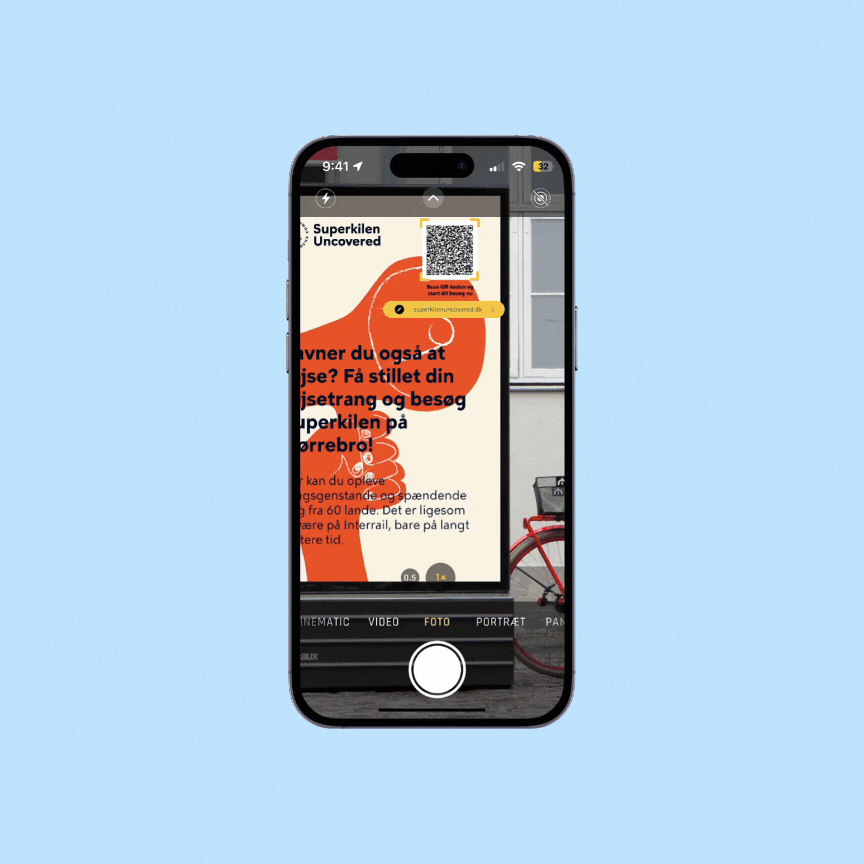 9:41
32
Superkilen
Uncovered
Scan QR koden og
start dit besøg nu
superkilenuncovered.dk
avner du også at
jse? Få stillet din
jsetrang og besøg
uperkilen på
ørrebro!
r kan du opleve
ngsgenstande og spændende
g fra 60 lande. Det er ligesom
være på Interrail, bare på langt
rtere tid.
0,5 1×
INEMATIC VIDEO FOTO PORTRÆT PAN
aux